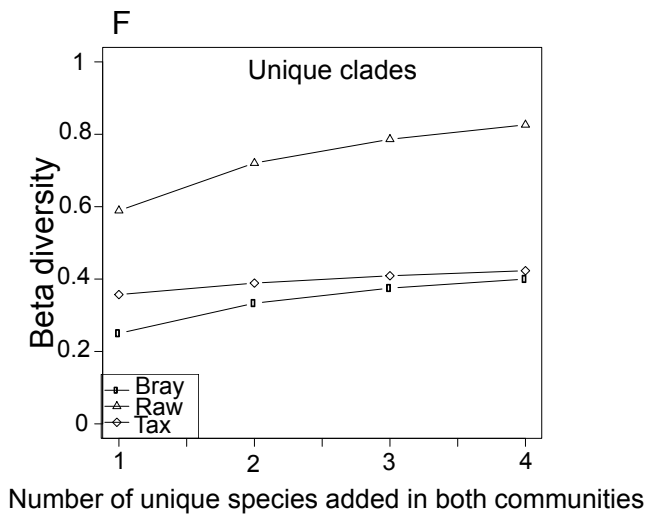 F
Unique clades
1
0.8
0.6
0.4
0.2
0
Beta diversity
Bray
Raw
Tax
1 2 3 4
Number of unique species added in both communities